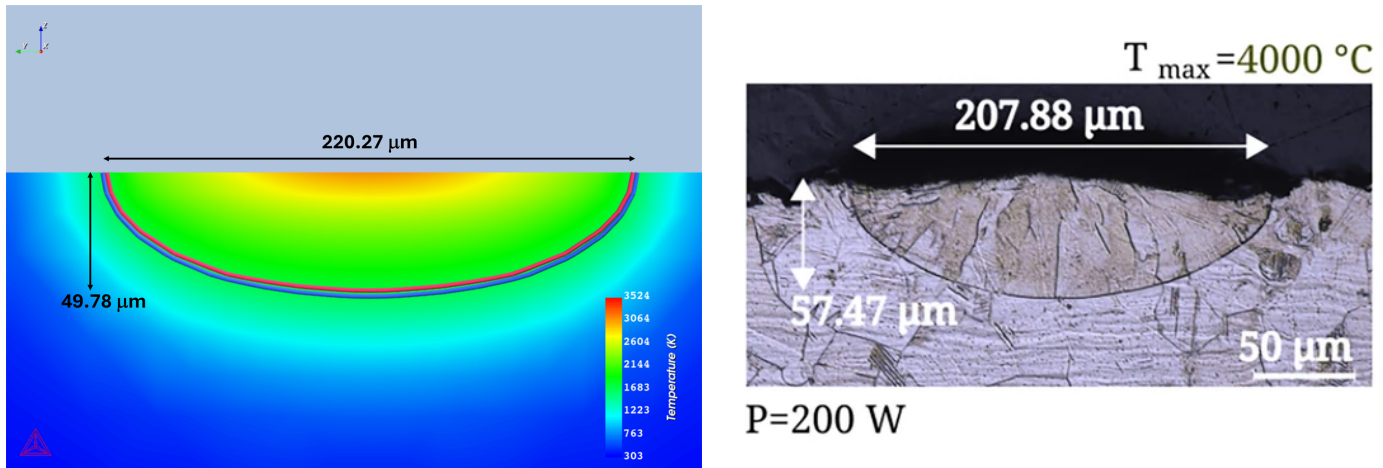 Z
Y
X
220.27 μm
49.78 μm
3524
3064
2604
2144
1683
1223
763
303
Temperature (K)
T max =4000 °C
207.88 μm
57.47 μm
50 μm
P=200 W